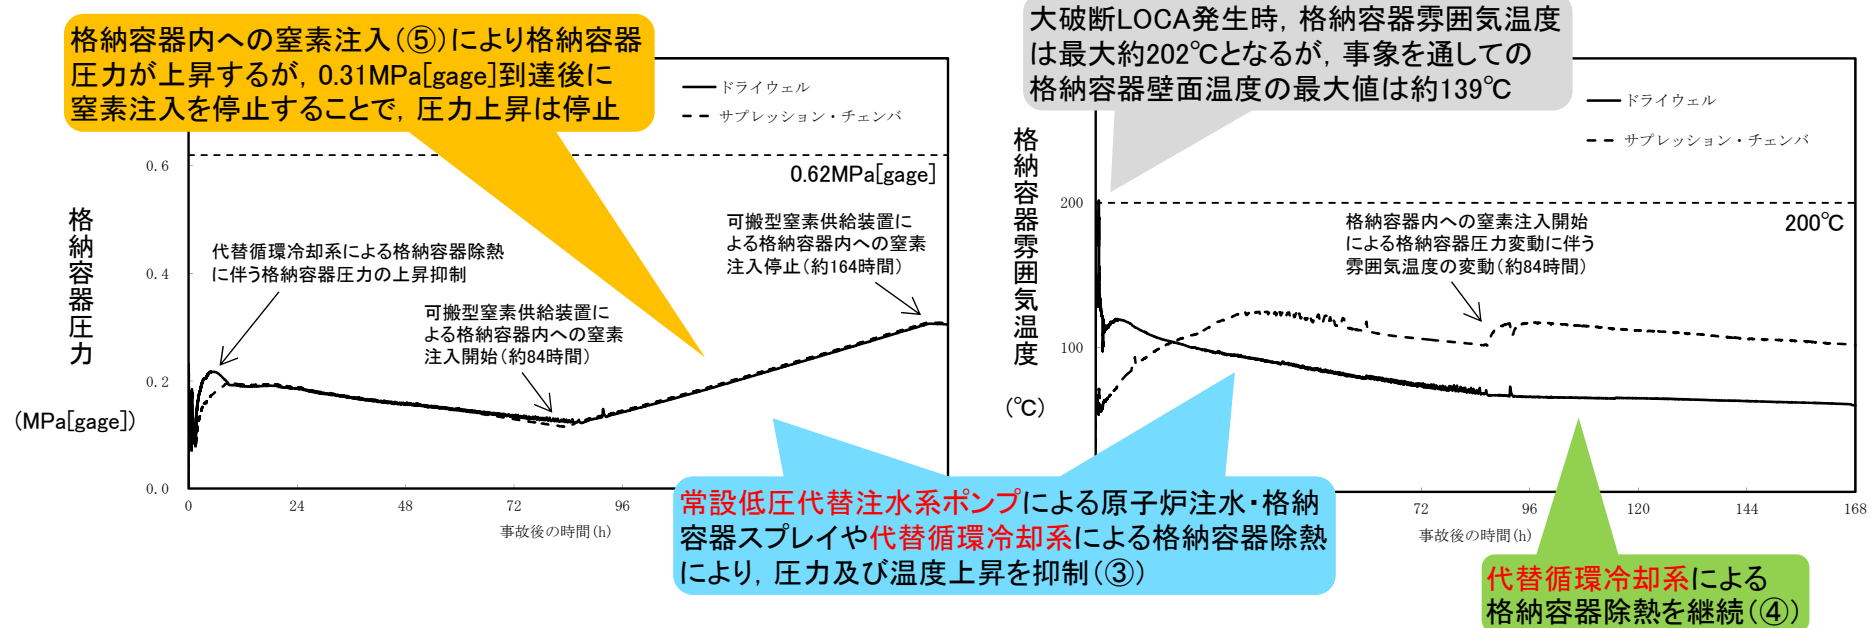 格納容器内への窒素注入(⑤)により格納容器
圧力が上昇するが, 0.31MPa[gage]到達後に
窒素注入を停止することで, 圧力上昇は停止
ドライウェル
サプレッション・チェンバ
0.62MPa[gage]
格納容器圧力
(MPa[gage])
0.6
0.4
0.2
0.0
代替循環冷却系による格納容器除熱
に伴う格納容器圧力の上昇抑制
可搬型窒素供給装置に
よる格納容器内への窒素
注入開始(約84時間)
可搬型窒素供給装置に
よる格納容器内への窒素
注入停止(約164時間)
0 24 48 72 96
事故後の時間(h)
大破断LOCA発生時, 格納容器雰囲気温度
は最大約202℃となるが, 事象を通しての
格納容器壁面温度の最大値は約139℃
ドライウェル
サプレッション・チェンバ
格納容器雰囲気温度
(℃)
200
100
200℃
格納容器内への窒素注入開始
による格納容器圧力変動に伴う
雰囲気温度の変動(約84時間)
72 96 120 144 168
事故後の時間(h)
常設低圧代替注水系ポンプによる原子炉注水・格納
容器スプレイや代替循環冷却系による格納容器除熱
により, 圧力及び温度上昇を抑制(③)
代替循環冷却系による
格納容器除熱を継続(④)